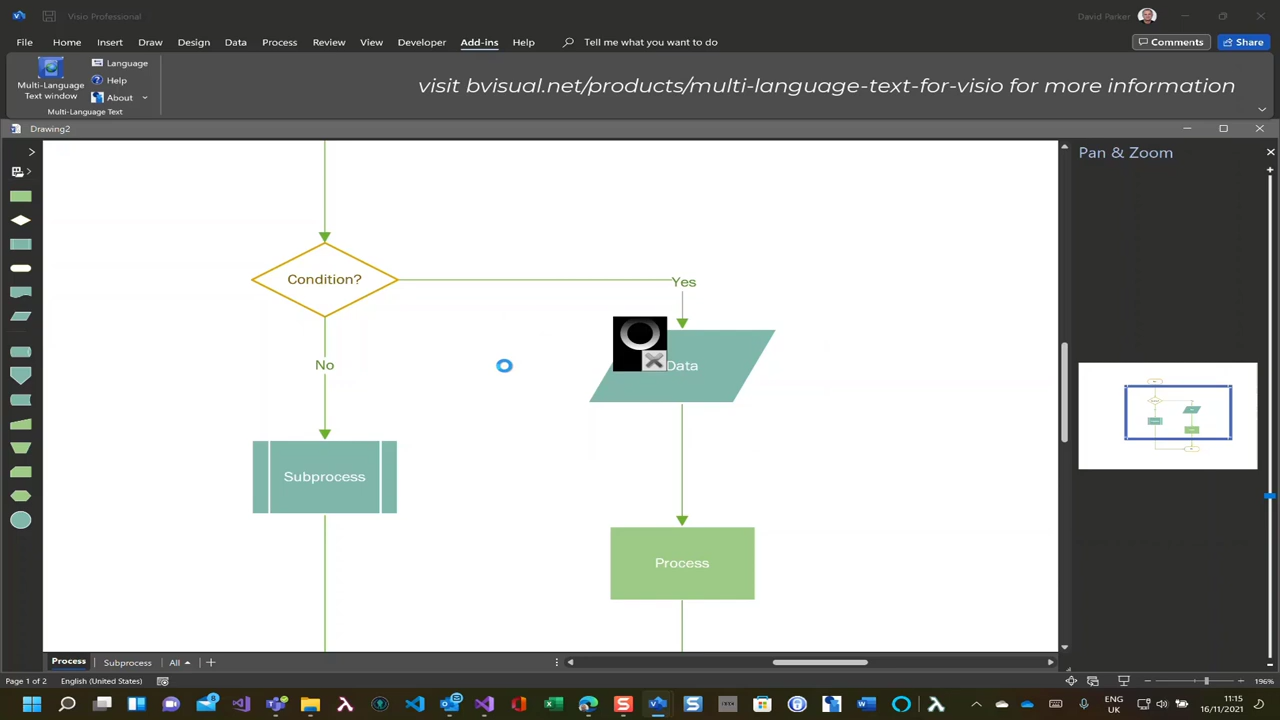 Visio Professional
David Parker
File Home Insert Draw Design Data Process Review View Developer Add-ins Help Tell me what you want to do
Comments Share
Multi-Language Text window
Language
Help
About
Multi-Language Text
visit bvisual.net/products/multi-language-text-for-visio for more information
Drawing2
Pan & Zoom
Condition?
Yes
No
Data
Subprocess
Process
Process Subprocess All
Page 1 of 2 English (United States)
196%
8
ENG
UK
11:15
16/11/2021